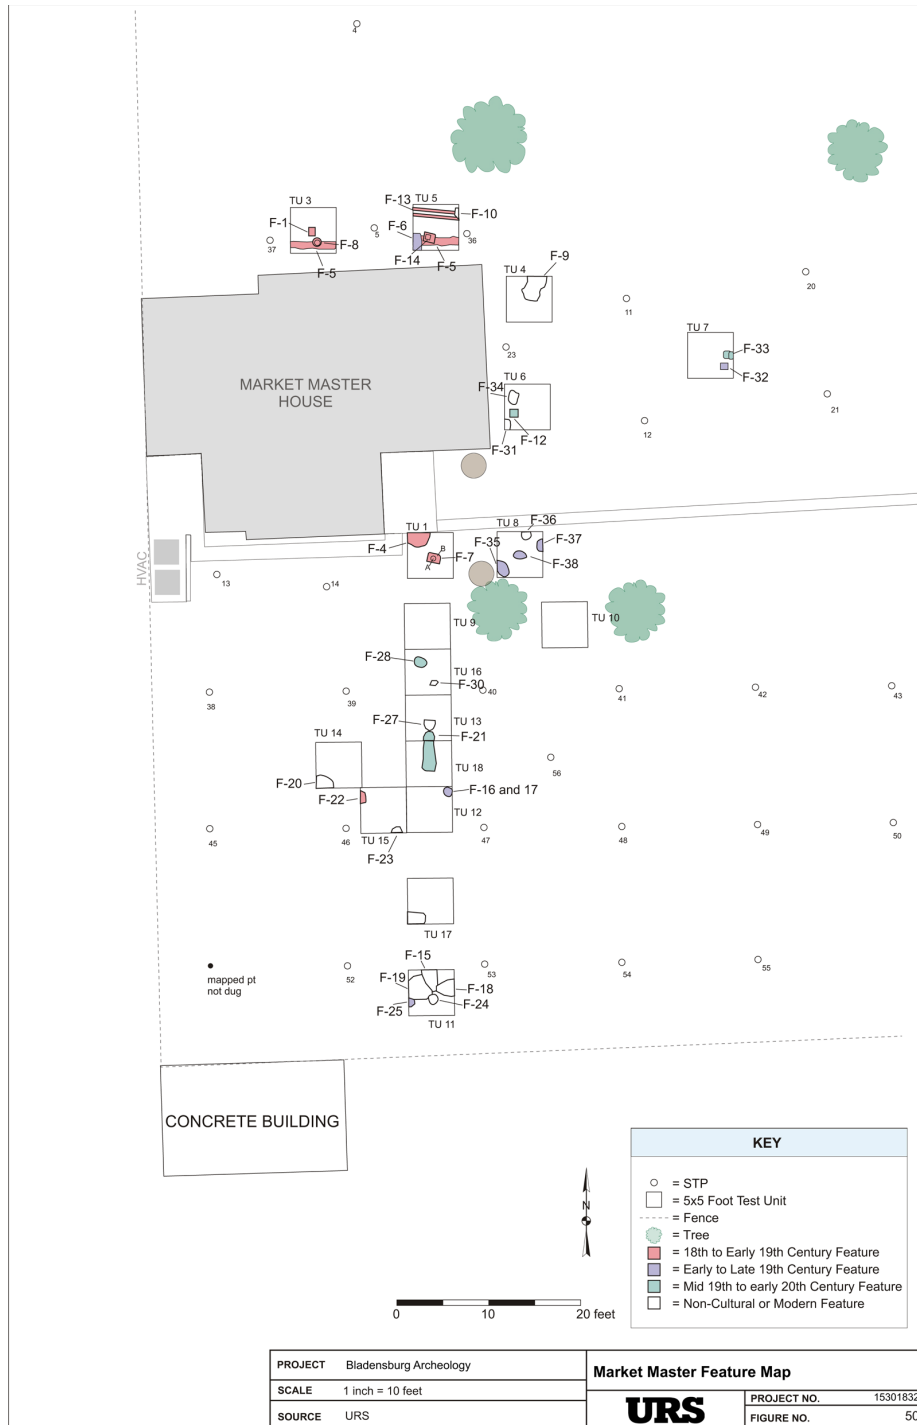 4
TU 3
F-13
TU 5
F-10
F-1
F-6
5
36
37
F-8
F-14
F-5
F-5
F-9
TU 4
20
11
TU 7
23
F-33
F-32
MARKET MASTER
HOUSE
TU 6
F-34
21
12
F-12
F-31
TU 1
TU 8
F-36
F-4
B
F-7
A
F-35
F-37
F-38
HVAC
13
14
TU 9
TU 10
F-28
TU 16
F-30
40
38
39
41
42
43
F-27
TU 13
F-21
TU 14
TU 18
56
F-20
F-22
F-16 and 17
TU 12
45
46
TU 15
47
48
49
50
F-23
TU 17
F-15
mapped pt
not dug
52
F-19
F-18
53
54
55
F-25
F-24
TU 11
CONCRETE BUILDING
KEY
= STP
= 5x5 Foot Test Unit
= Fence
= Tree
= 18th to Early 19th Century Feature
= Early to Late 19th Century Feature
= Mid 19th to early 20th Century Feature
= Non-Cultural or Modern Feature
N
0 10 20 feet
PROJECT Bladensburg Archeology
SCALE 1 inch = 10 feet
SOURCE URS
Market Master Feature Map
URS
PROJECT NO. 15301832
FIGURE NO. 50